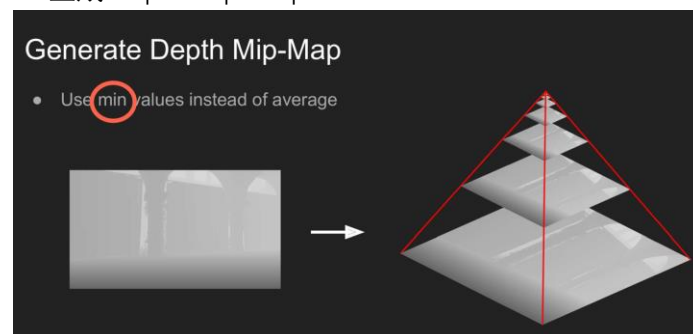 Generate Depth Mip-Map
● Use min values instead of average